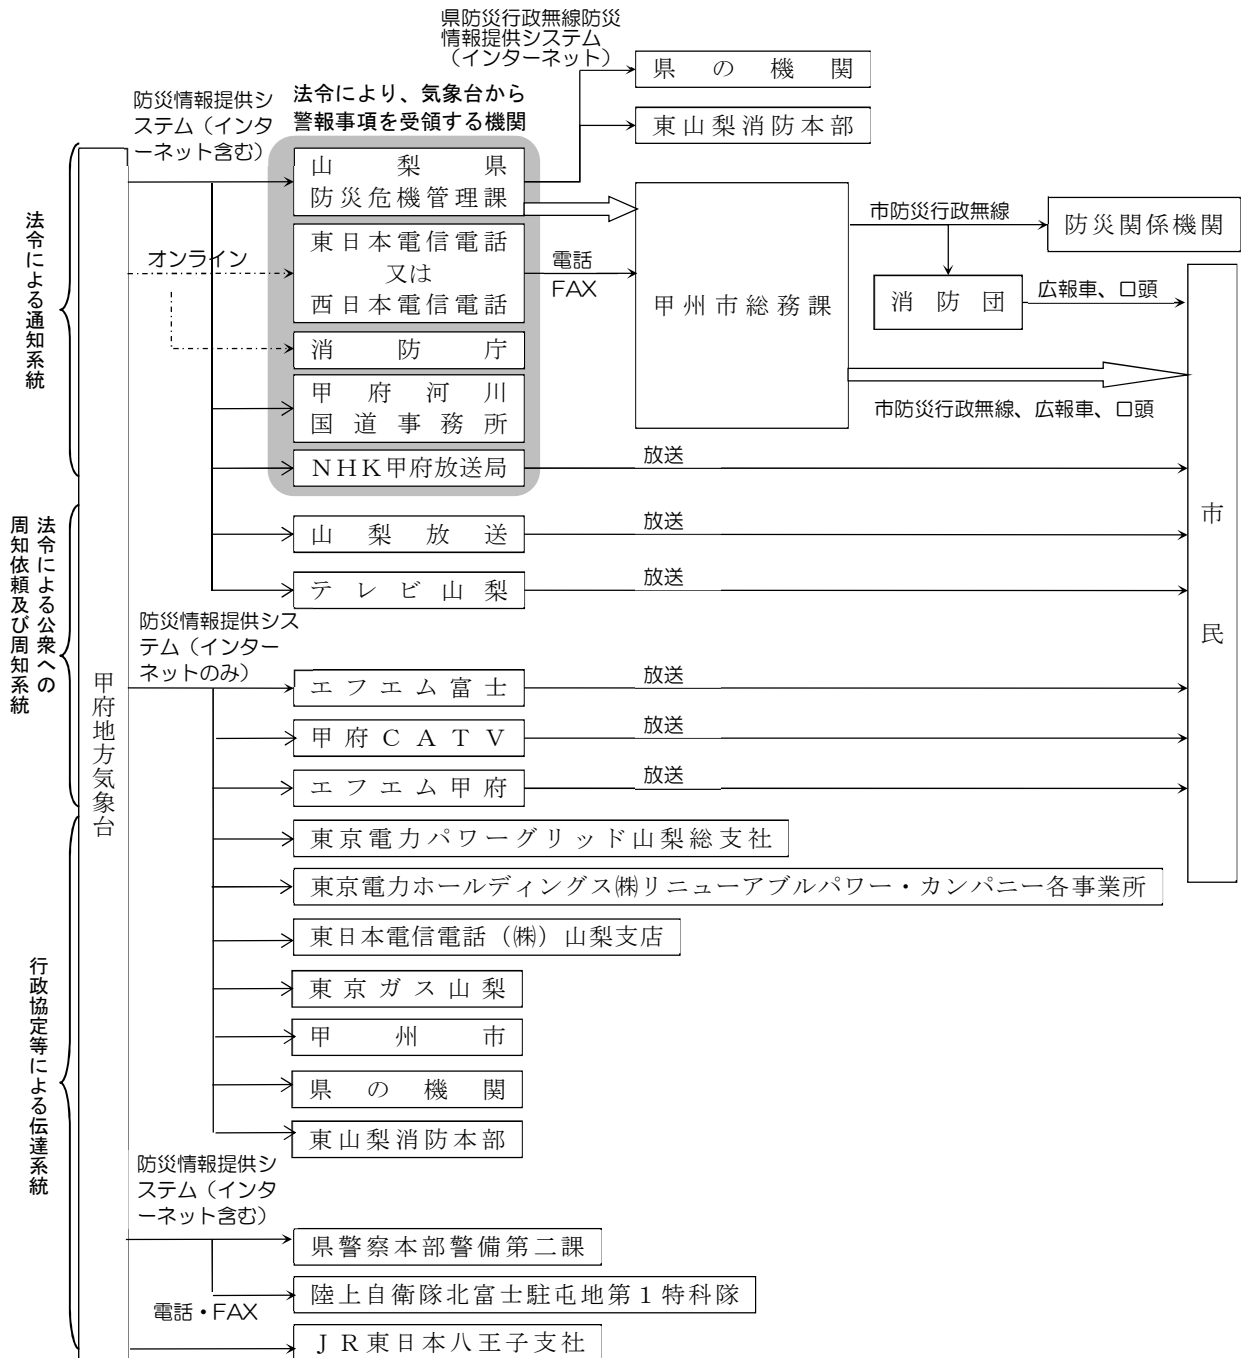 県防災行政無線防災
情報提供システム
（インターネット）
県の機関
東山梨消防本部
防災情報提供シ
ステム（インタ
ーネット含む）
法令により、気象台から
警報事項を受領する機関
山梨県
防災危機管理課
東日本電信電話
又は
西日本電信電話
消防庁
甲府河川
国道事務所
NHK甲府放送局
オンライン
電話
FAX
甲州市総務課
市防災行政無線
防災関係機関
消防団
広報車、口頭
市防災行政無線、広報車、口頭
放送
山梨放送
放送
テレビ山梨
放送
市民
法令による通知系統
法令による公衆への
周知依頼及び周知系統
行政協定等による伝達系統
甲府地方気象台
防災情報提供シス
テム（インター
ネットのみ）
エフエム富士
放送
甲府CATV
放送
エフエム甲府
放送
東京電力パワーグリッド山梨総支社
東京電力ホールディングス㈱リニューアブルパワー・カンパニー各事業所
東日本電信電話（㈱）山梨支店
東京ガス山梨
甲州市
県の機関
東山梨消防本部
防災情報提供シ
ステム（インタ
ーネット含む）
県警察本部警備第二課
陸上自衛隊北富士駐屯地第１特科隊
電話・FAX
ＪＲ東日本八王子支社